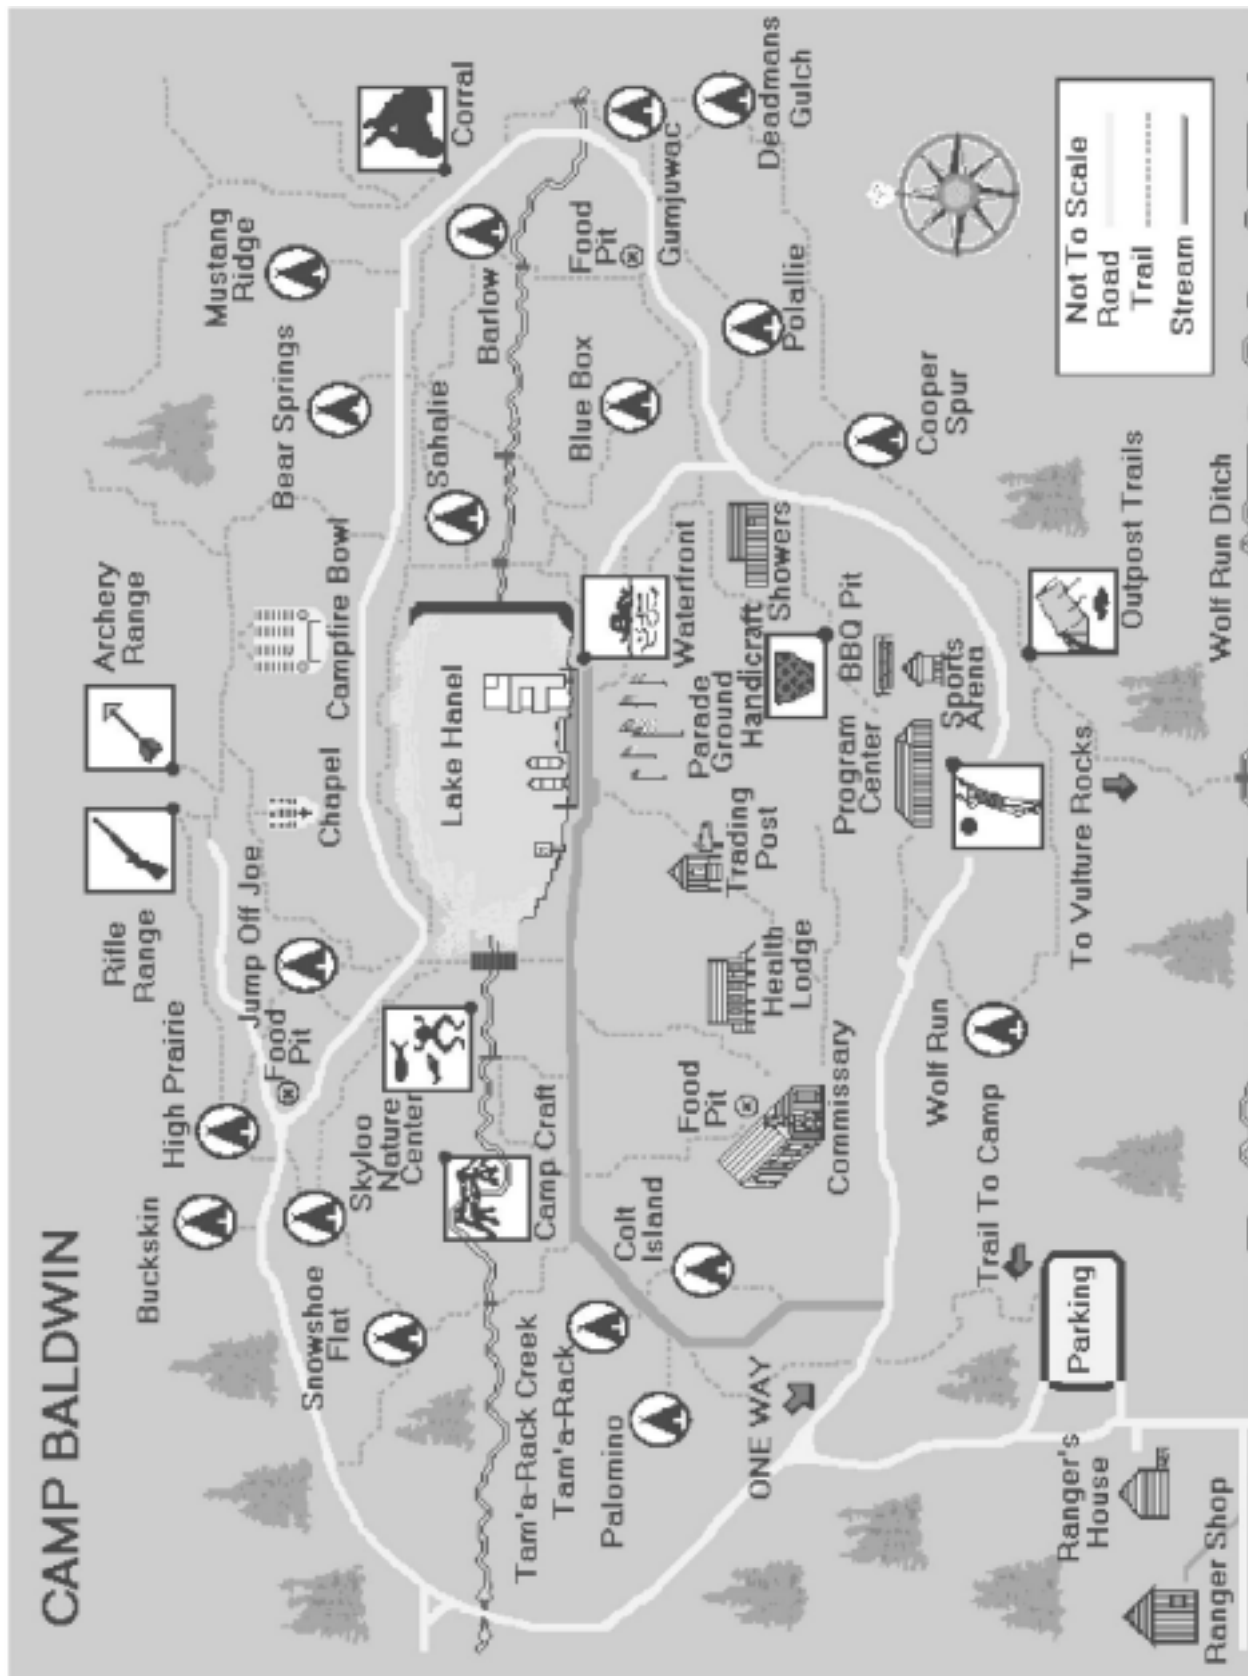 CAMP BALDWIN
Rifle
Range
Archery
Range
Mustang
Ridge
Corral
Buckskin
High Prairie
Jump Off Joe
Food
Pit
Chapel
Campfire Bowl
Bear Springs
Snowshoe
Flat
Skyloo
Nature
Center
Lake Hanel
Sahalie
Barlow
Tam'a-Rack Creek
Camp Craft
Tam'a-Rack
Palomino
Colt
Island
Blue Box
Food
Pit
Gumjuwac
Deadmans
Gulch
Waterfront
Parade
Ground
Handicraft
Showers
Polallie
Food
Pit
Health
Lodge
Trading
Post
Commissary
Program
Center
BBQ Pit
Sports
Arena
Cooper
Spur
ONE WAY
Wolf Run
Trail To Camp
To Vulture Rocks
Outpost Trails
Parking
Ranger's
House
Ranger Shop
Wolf Run Ditch
Not To Scale
Road
Trail
Stream